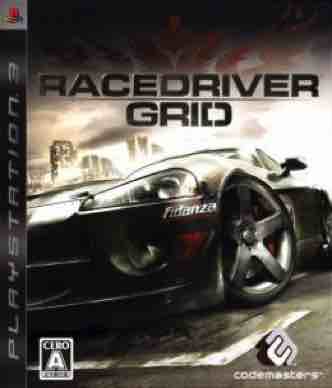 PLAYSTATION 3
RACEDRIVER
GRID
Fidanza
CERO
A
codemasters